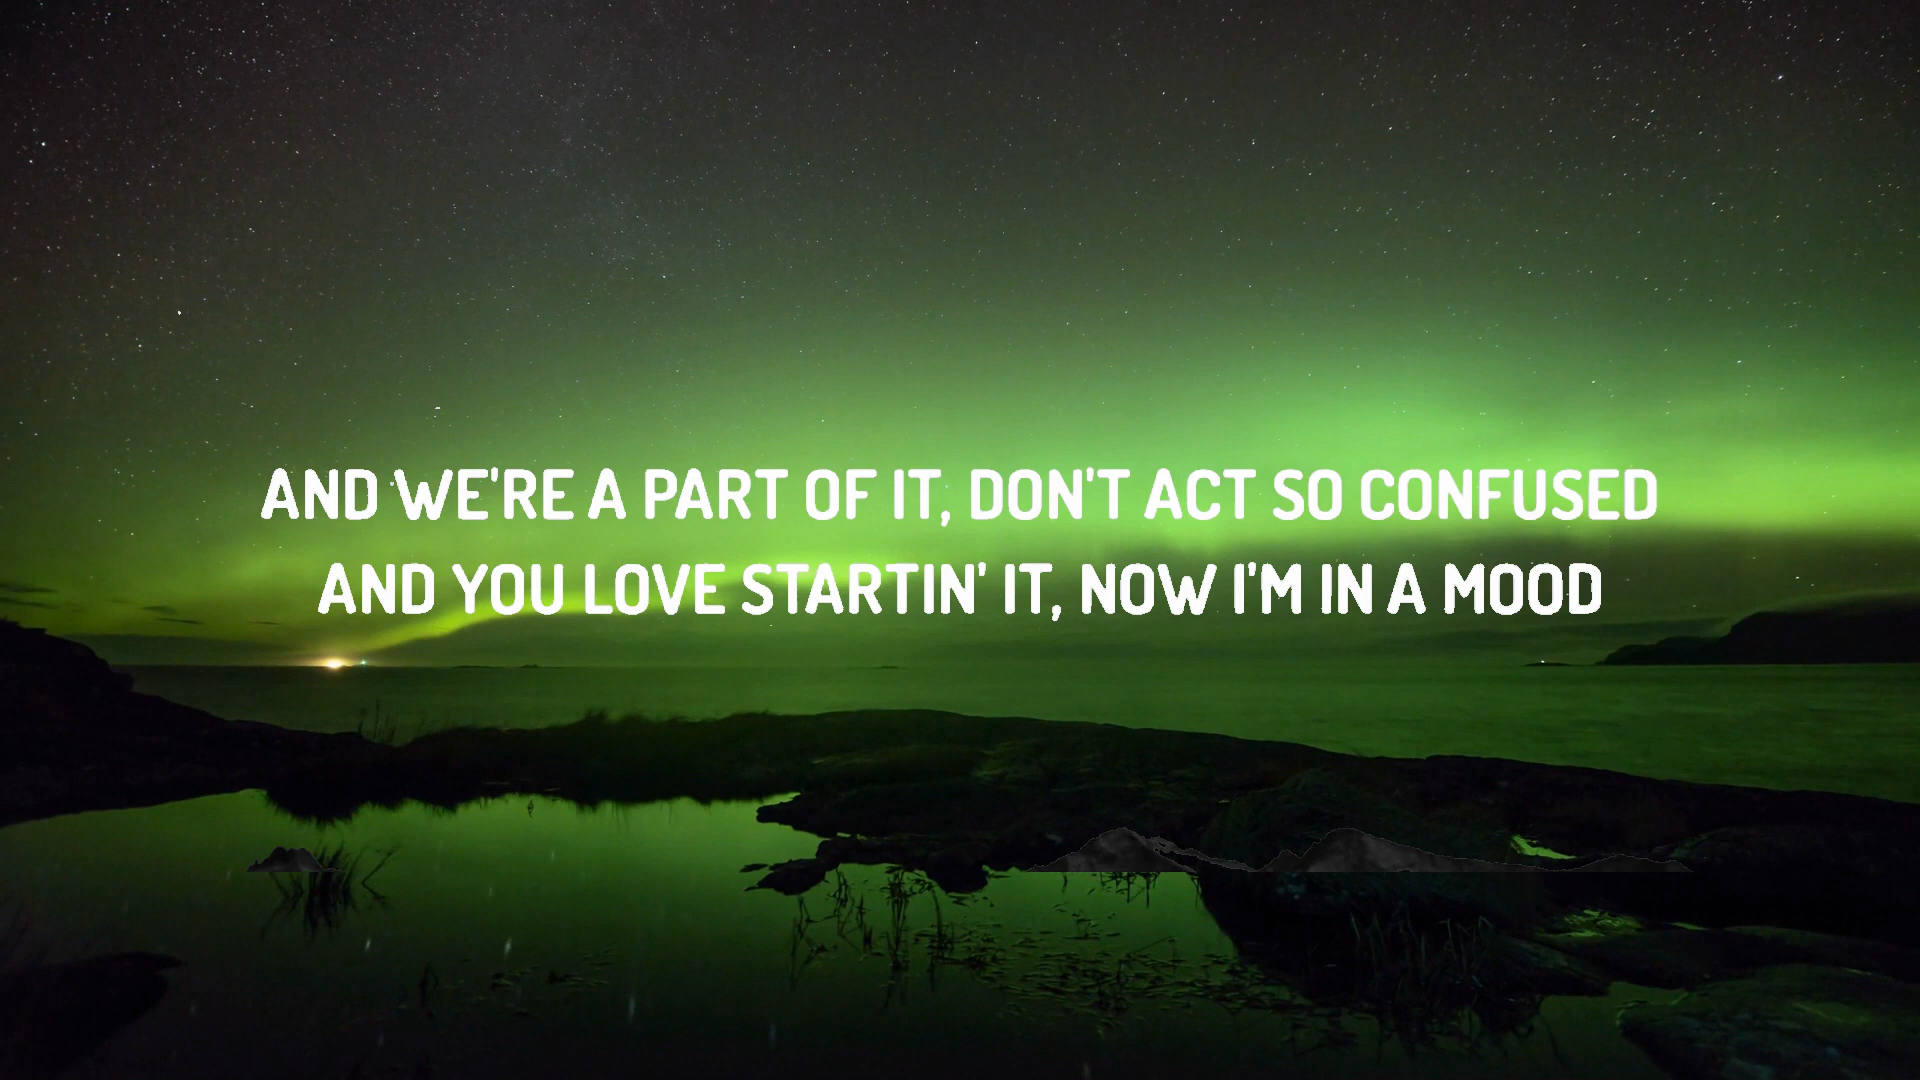 AND WE'RE A PART OF IT, DON'T ACT SO CONFUSED
AND YOU LOVE STARTIN' IT, NOW I'M IN A MOOD